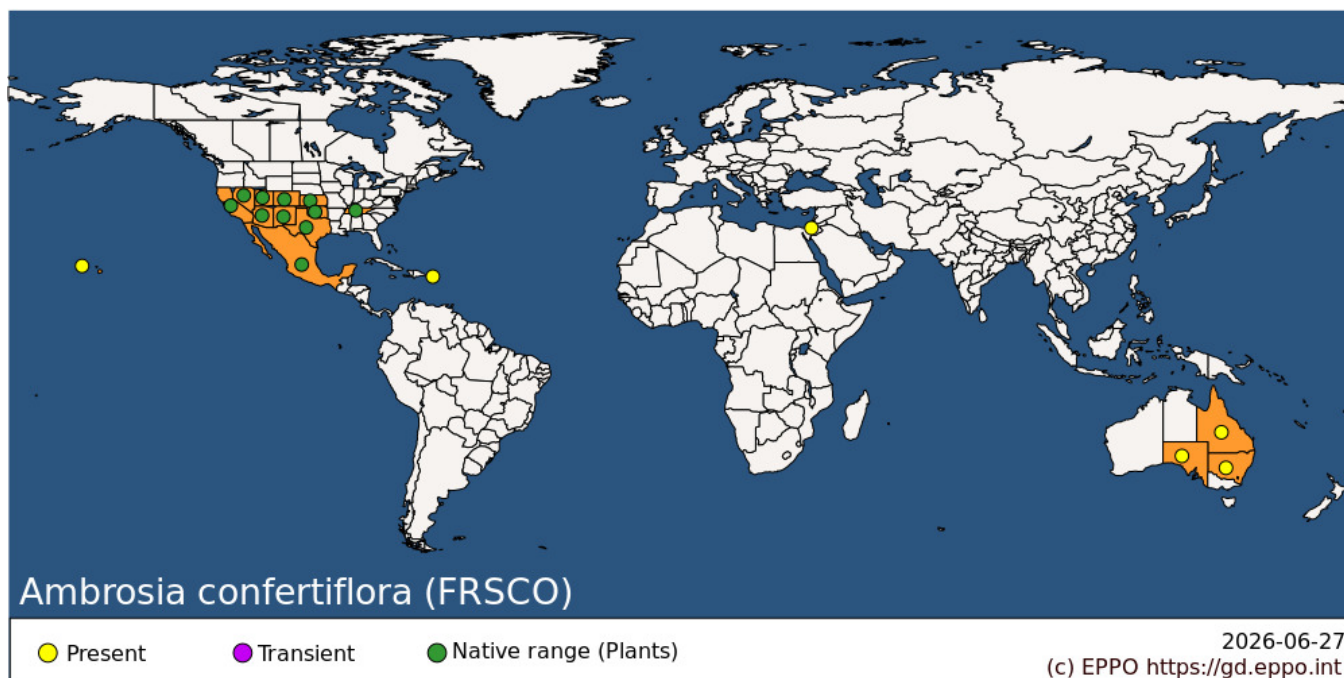 Ambrosia confertiflora (FRSCO)
Present
Transient
Native range (Plants)
2026-06-27
(c) EPPO https://gd.eppo.int